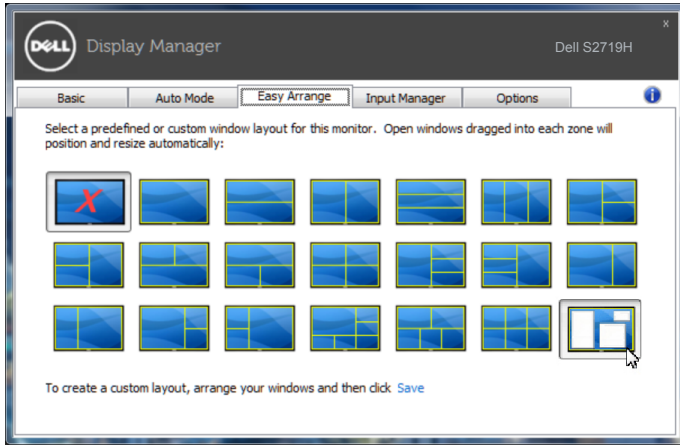 x
DELL Display Manager Dell S2719H
Basic Auto Mode Easy Arrange Input Manager Options i
Select a predefined or custom window layout for this monitor. Open windows dragged into each zone will
position and resize automatically:
X
To create a custom layout, arrange your windows and then click Save